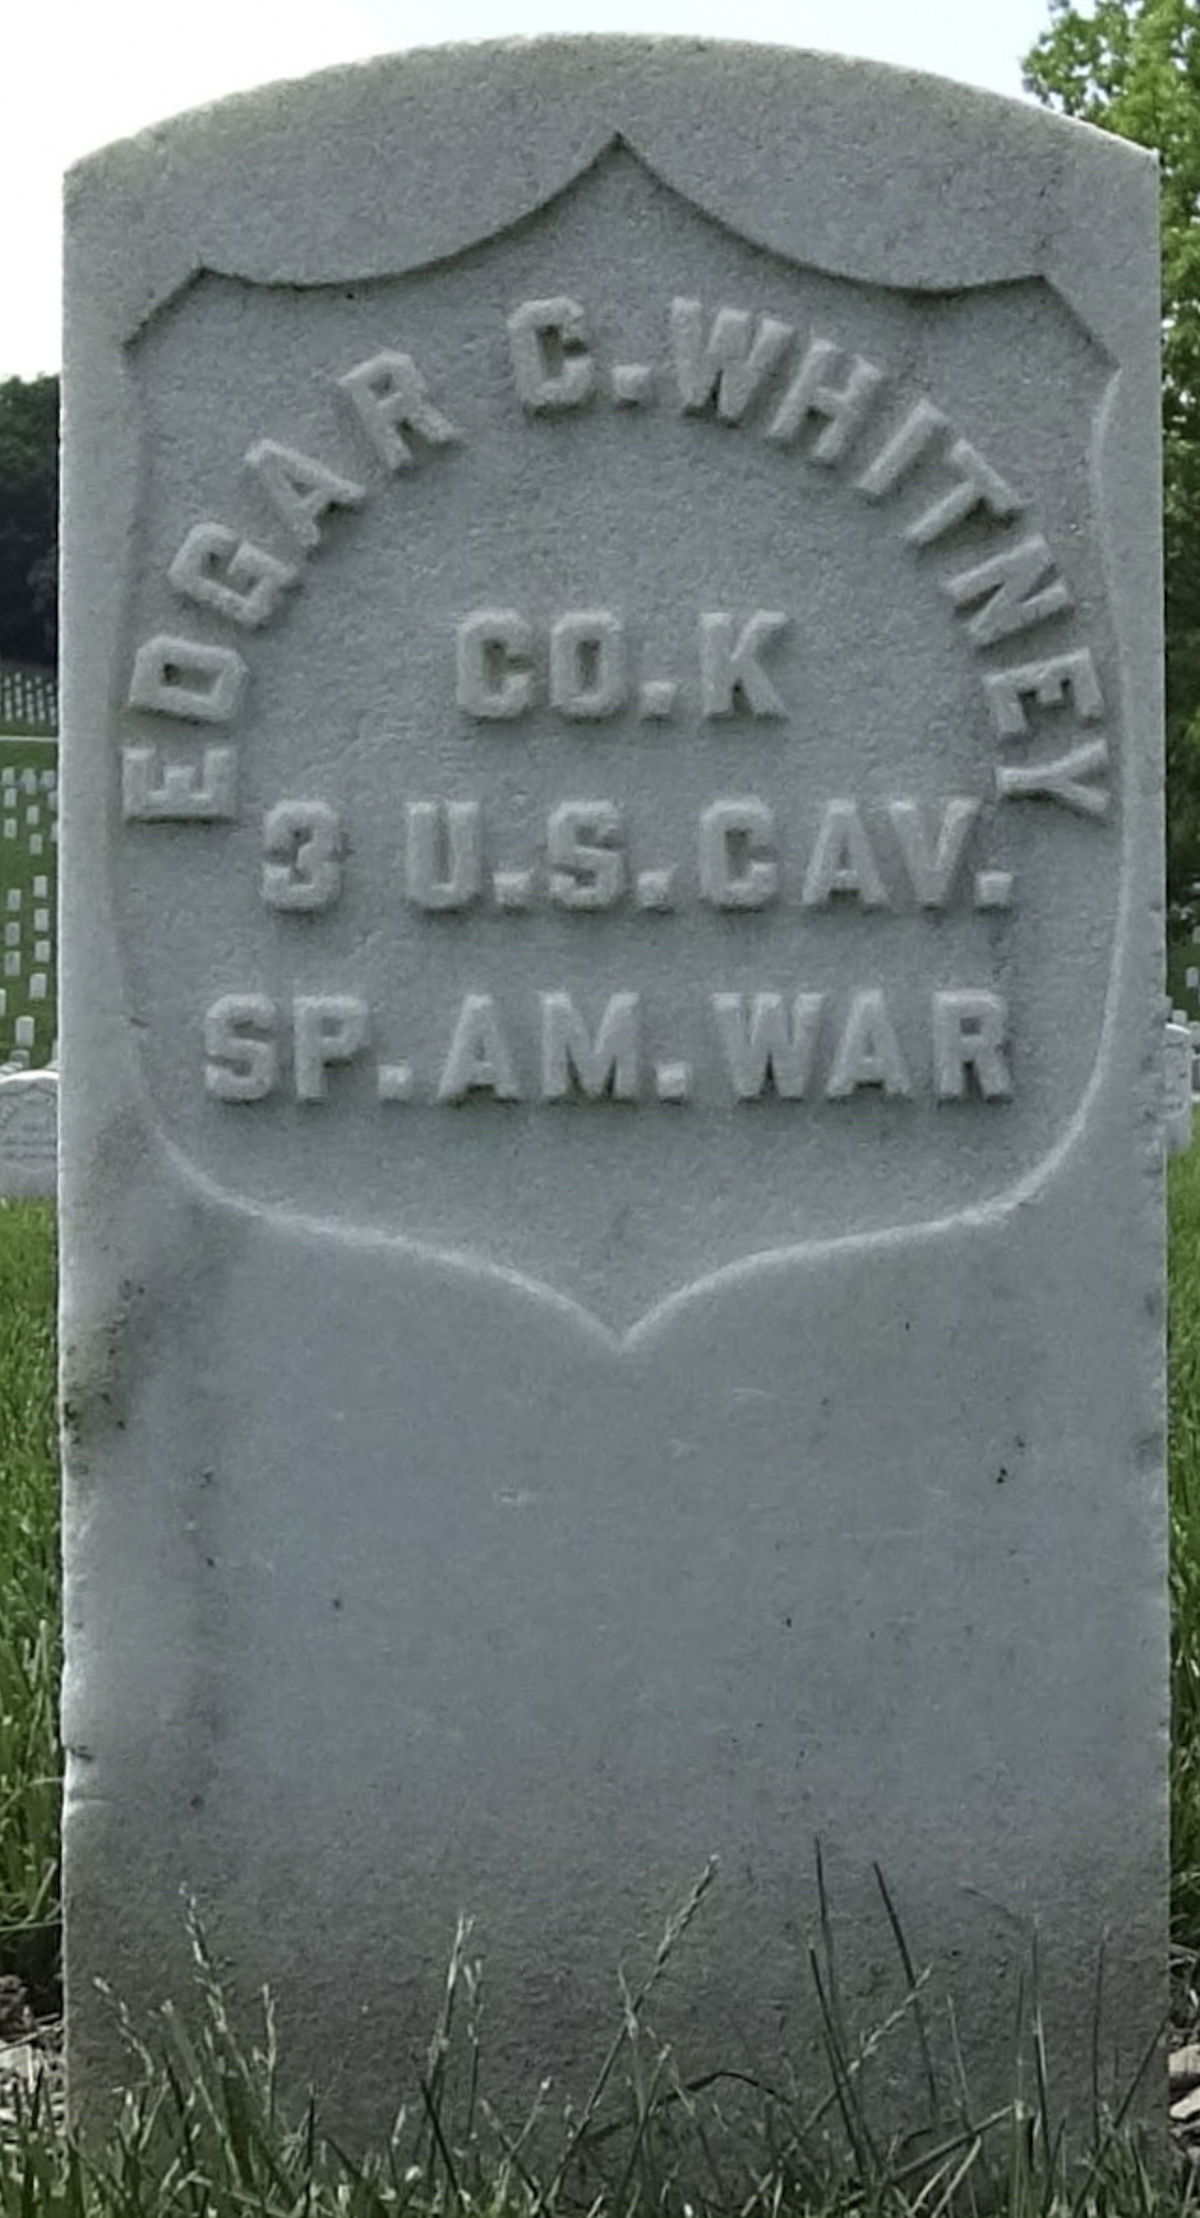 EDGAR C. WHITNEY
CO. K
3 U.S. CAV.
SP. AM. WAR